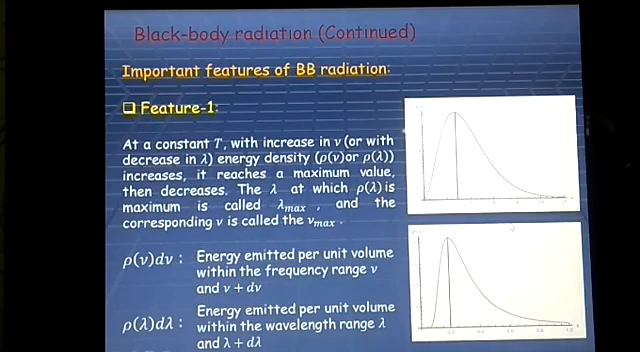 Black-body radiation (Continued)
Important features of BB radiation:
❑ Feature-1:
At a constant T, with increase in ν (or with
decrease in λ) energy density (ρ(ν)or ρ(λ))
increases, it reaches a maximum value,
then decreases. The λ at which ρ(λ) is
maximum is called λmax , and the
corresponding ν is called the νmax .
ρ(ν)dν : Energy emitted per unit volume
within the frequency range ν
and ν + dν
ρ(λ)dλ : Energy emitted per unit volume
within the wavelength range λ
and λ + dλ